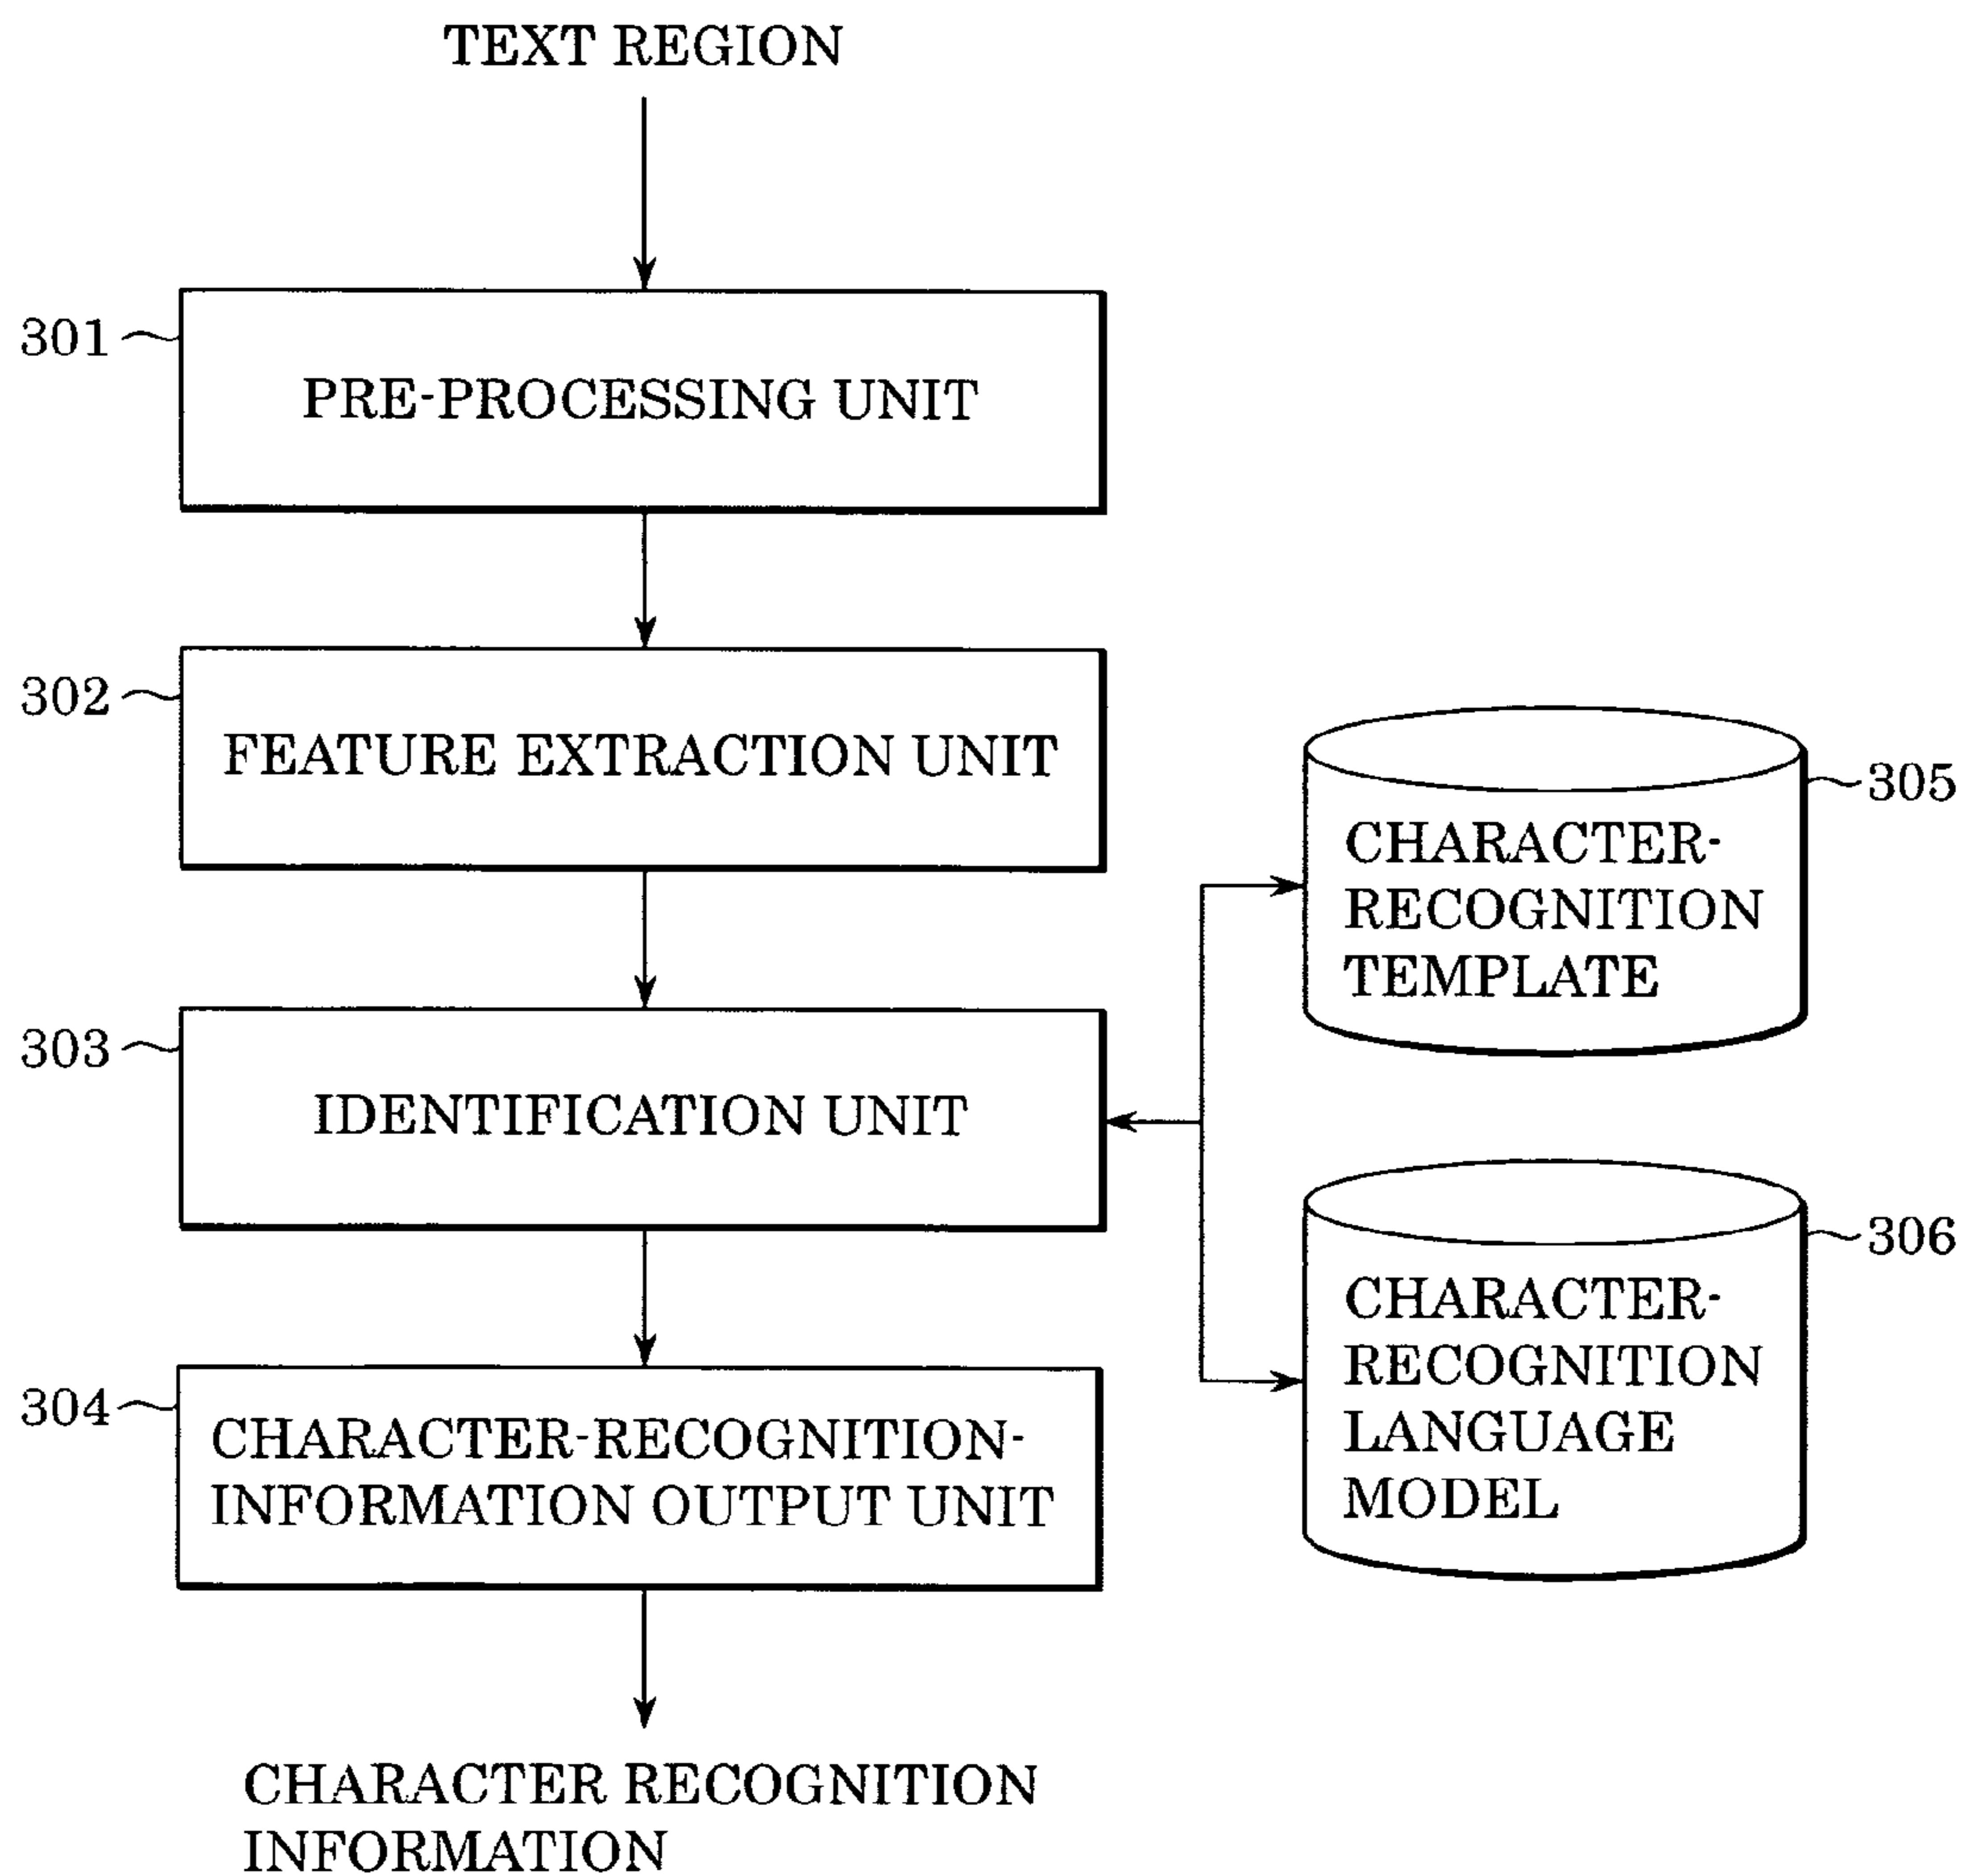 TEXT REGION
301
PRE-PROCESSING UNIT
302
FEATURE EXTRACTION UNIT
305
CHARACTER-
RECOGNITION
TEMPLATE
303
IDENTIFICATION UNIT
306
CHARACTER-
RECOGNITION
LANGUAGE
MODEL
304
CHARACTER-RECOGNITION-
INFORMATION OUTPUT UNIT
CHARACTER RECOGNITION
INFORMATION